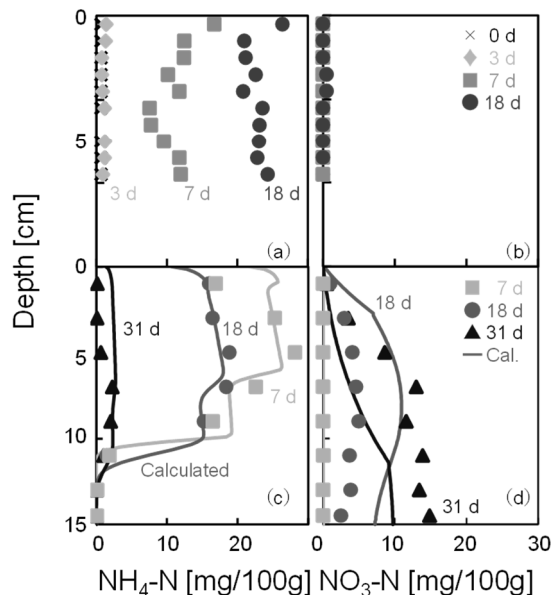 0
0 d
3 d
7 d
18 d
5
3 d
7 d
18 d
(a)
(b)
Depth [cm]
0
31 d
18 d
7 d
Calculated
(c)
18 d
7 d
18 d
31 d
Cal.
31 d
(d)
5
10
15
0
10
20
0
10
20
30
NH₄-N [mg/100g]
NO₃-N [mg/100g]